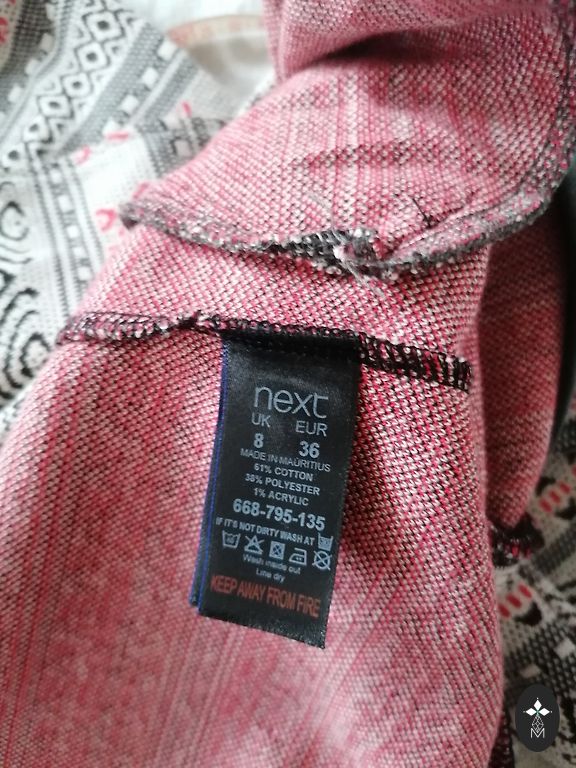 next
UK EUR
8 36
MADE IN MAURITIUS
61% COTTON
38% POLYESTER
1% ACRYLIC
668-795-135
IF IT'S NOT DIRTY WASH AT
Wash inside out
Line dry
KEEP AWAY FROM FIRE